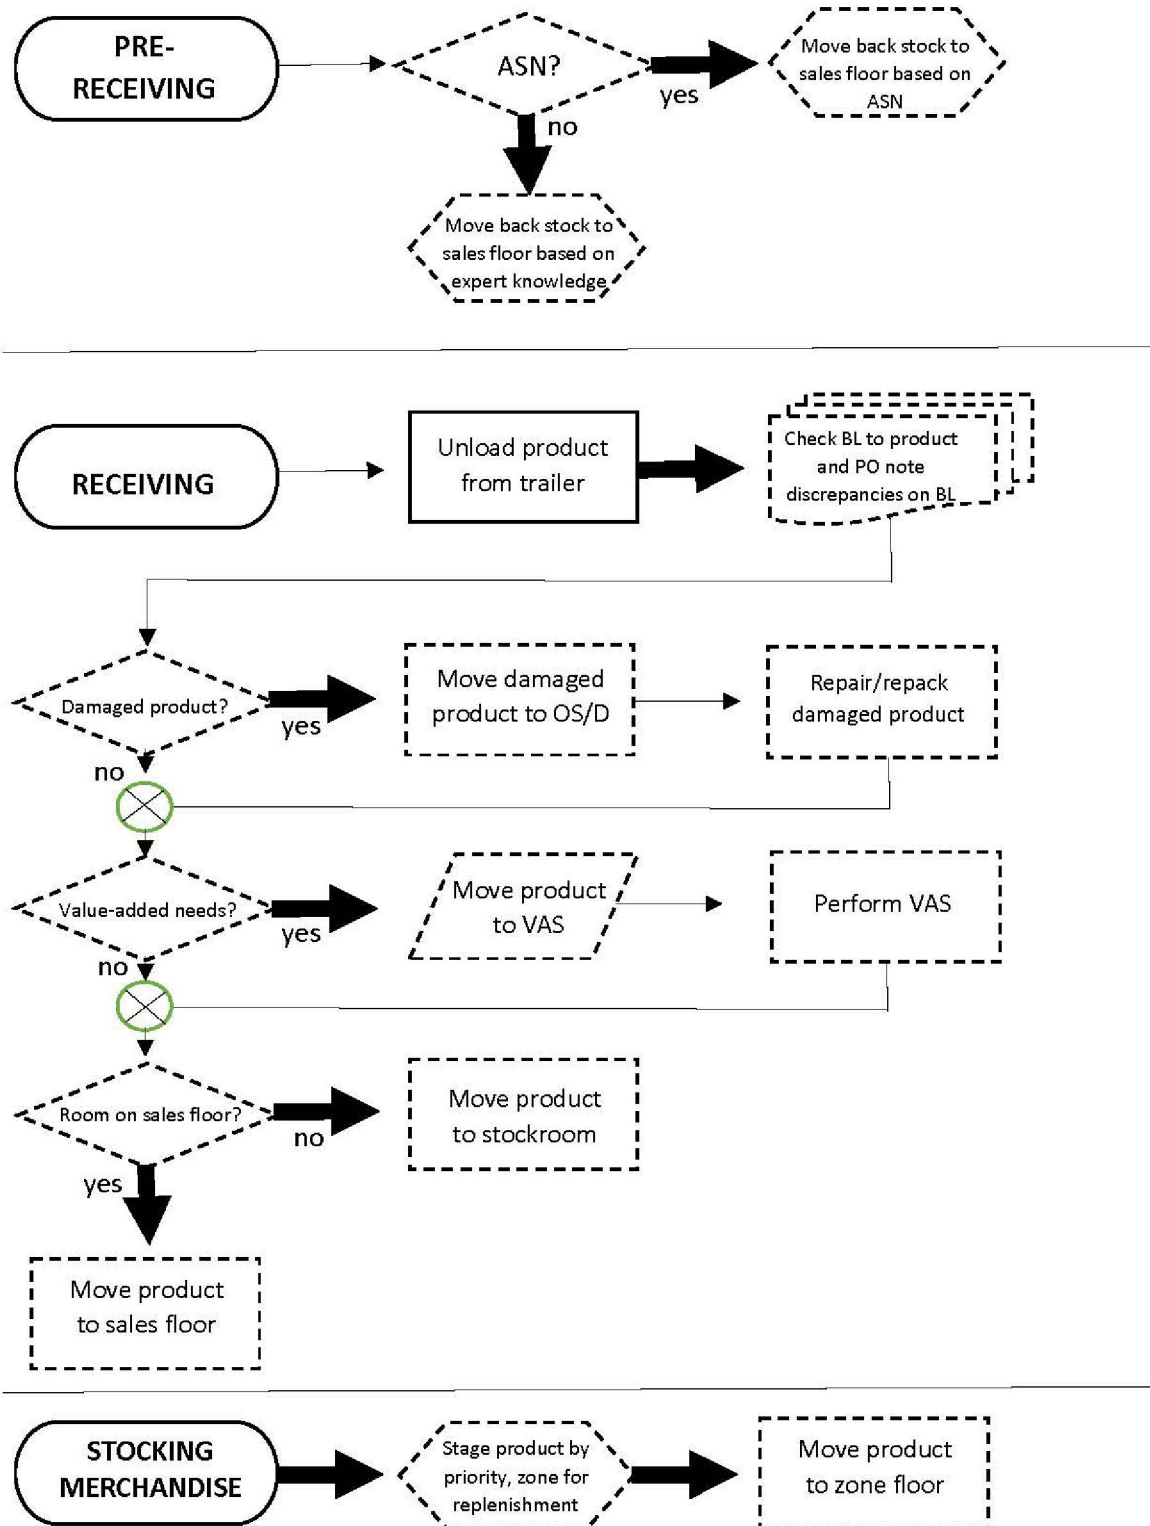 PRE-
RECEIVING
ASN?
yes
Move back stock to
sales floor based on
ASN
no
Move back stock to
sales floor based on
expert knowledge
RECEIVING
Unload product
from trailer
Check BL to product
and PO note
discrepancies on BL
Damaged product?
yes
Move damaged
product to OS/D
Repair/repack
damaged product
no
Value-added needs?
yes
Move product
to VAS
Perform VAS
no
Room on sales floor?
no
Move product
to stockroom
yes
Move product
to sales floor
STOCKING
MERCHANDISE
Stage product by
priority, zone for
replenishment
Move product
to zone floor